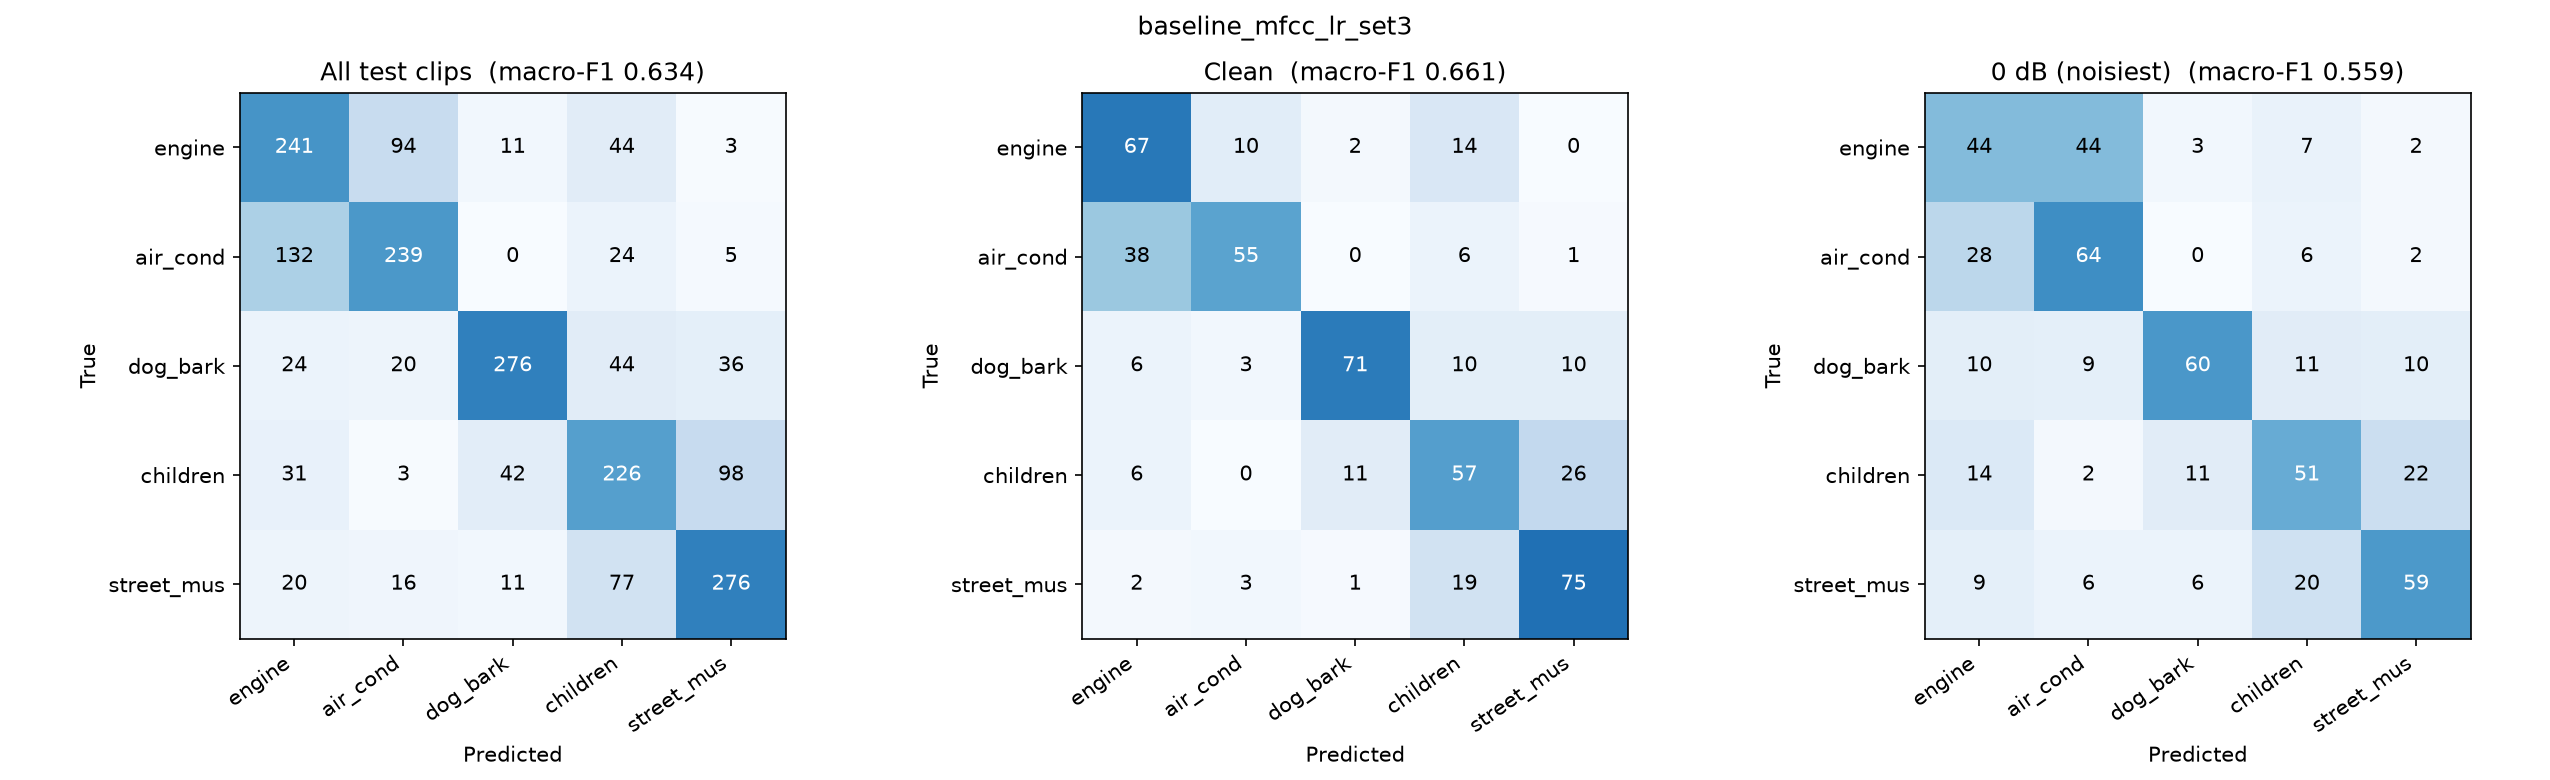 baseline_mfcc_lr_set3
All test clips  (macro-F1 0.634)
True
engine 241 94 11 44 3
air_cond 132 239 0 24 5
dog_bark 24 20 276 44 36
children 31 3 42 226 98
street_mus 20 16 11 77 276
engine air_cond dog_bark children street_mus
Predicted
Clean  (macro-F1 0.661)
True
engine 67 10 2 14 0
air_cond 38 55 0 6 1
dog_bark 6 3 71 10 10
children 6 0 11 57 26
street_mus 2 3 1 19 75
engine air_cond dog_bark children street_mus
Predicted
0 dB (noisiest)  (macro-F1 0.559)
True
engine 44 44 3 7 2
air_cond 28 64 0 6 2
dog_bark 10 9 60 11 10
children 14 2 11 51 22
street_mus 9 6 6 20 59
engine air_cond dog_bark children street_mus
Predicted